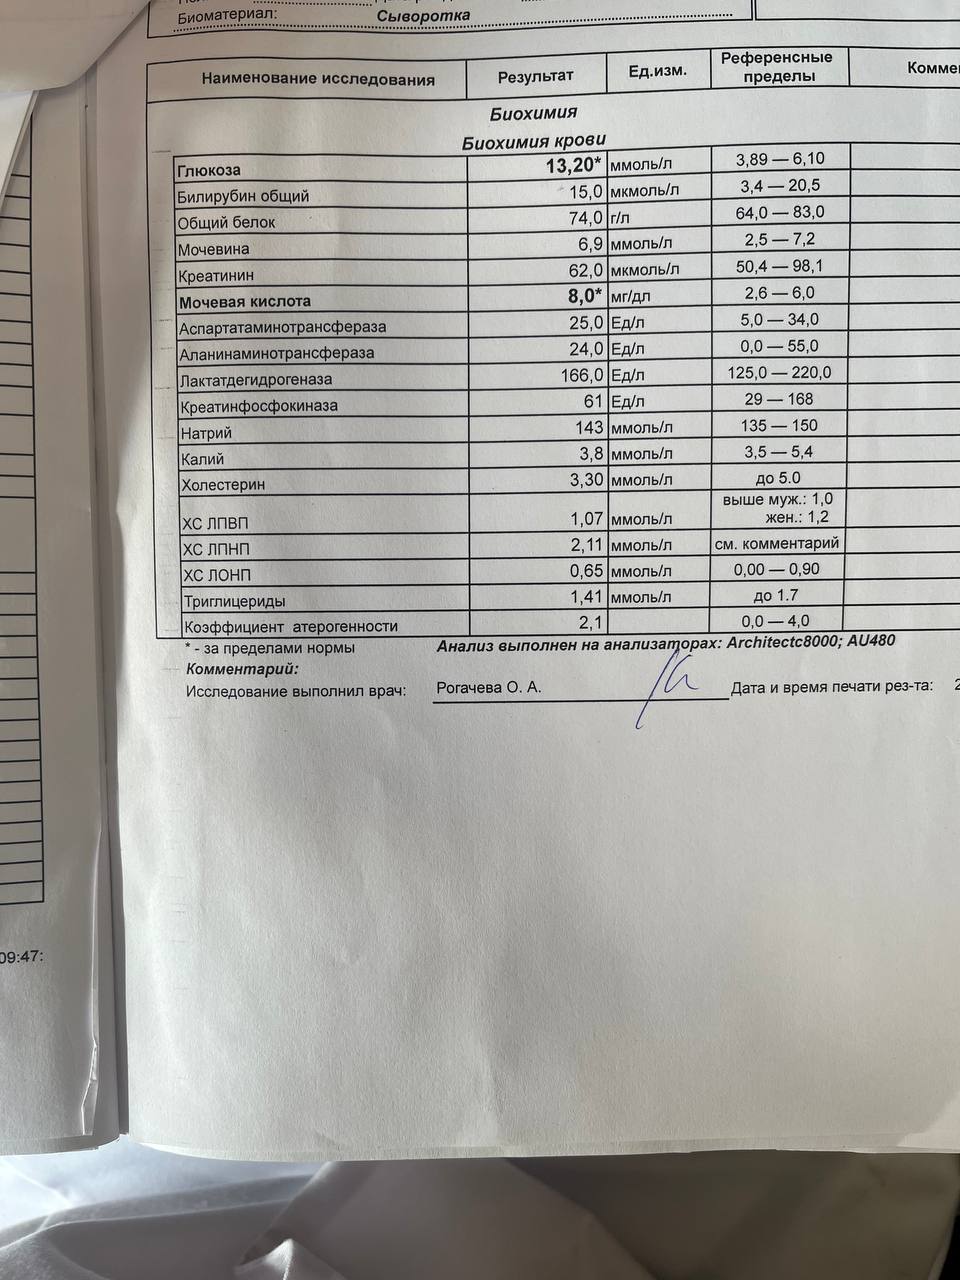 Биоматериал: Сыворотка
Наименование исследования Результат Ед.изм. Референсные пределы
Биохимия
Биохимия крови
Глюкоза 13,20* ммоль/л 3,89 — 6,10
Билирубин общий 15,0 мкмоль/л 3,4 — 20,5
Общий белок 74,0 г/л 64,0 — 83,0
Мочевина 6,9 ммоль/л 2,5 — 7,2
Креатинин 62,0 мкмоль/л 50,4 — 98,1
Мочевая кислота 8,0* мг/дл 2,6 — 6,0
Аспартатаминотрансфераза 25,0 Ед/л 5,0 — 34,0
Аланинаминотрансфераза 24,0 Ед/л 0,0 — 55,0
Лактатдегидрогеназа 166,0 Ед/л 125,0 — 220,0
Креатинфосфокиназа 61 Ед/л 29 — 168
Натрий 143 ммоль/л 135 — 150
Калий 3,8 ммоль/л 3,5 — 5,4
Холестерин 3,30 ммоль/л до 5.0
ХС ЛПВП 1,07 ммоль/л выше муж.: 1,0 жен.: 1,2
ХС ЛПНП 2,11 ммоль/л см. комментарий
ХС ЛОНП 0,65 ммоль/л 0,00 — 0,90
Триглицериды 1,41 ммоль/л до 1.7
Коэффициент атерогенности 2,1 0,0 — 4,0
* - за пределами нормы Анализ выполнен на анализаторах: Architectc8000; AU480
Комментарий:
Исследование выполнил врач: Рогачева О. А. Дата и время печати рез-та: 2
09:47: